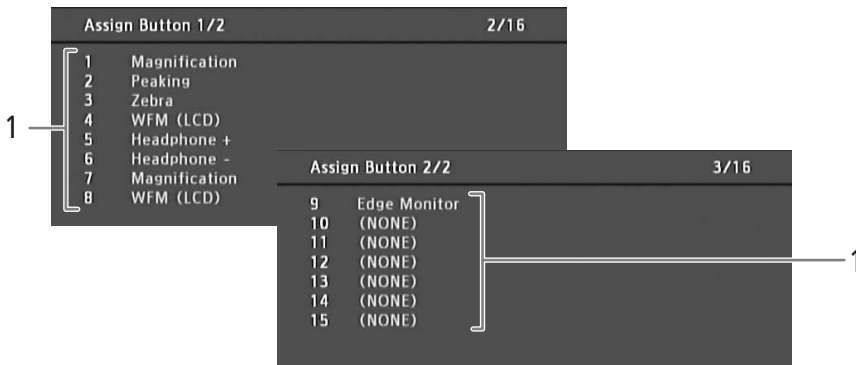 Assign Button 1/2 2/16
1 Magnification
2 Peaking
3 Zebra
4 WFM (LCD)
5 Headphone +
6 Headphone -
7 Magnification
8 WFM (LCD)
1
Assign Button 2/2 3/16
9 Edge Monitor
10 (NONE)
11 (NONE)
12 (NONE)
13 (NONE)
14 (NONE)
15 (NONE)
1